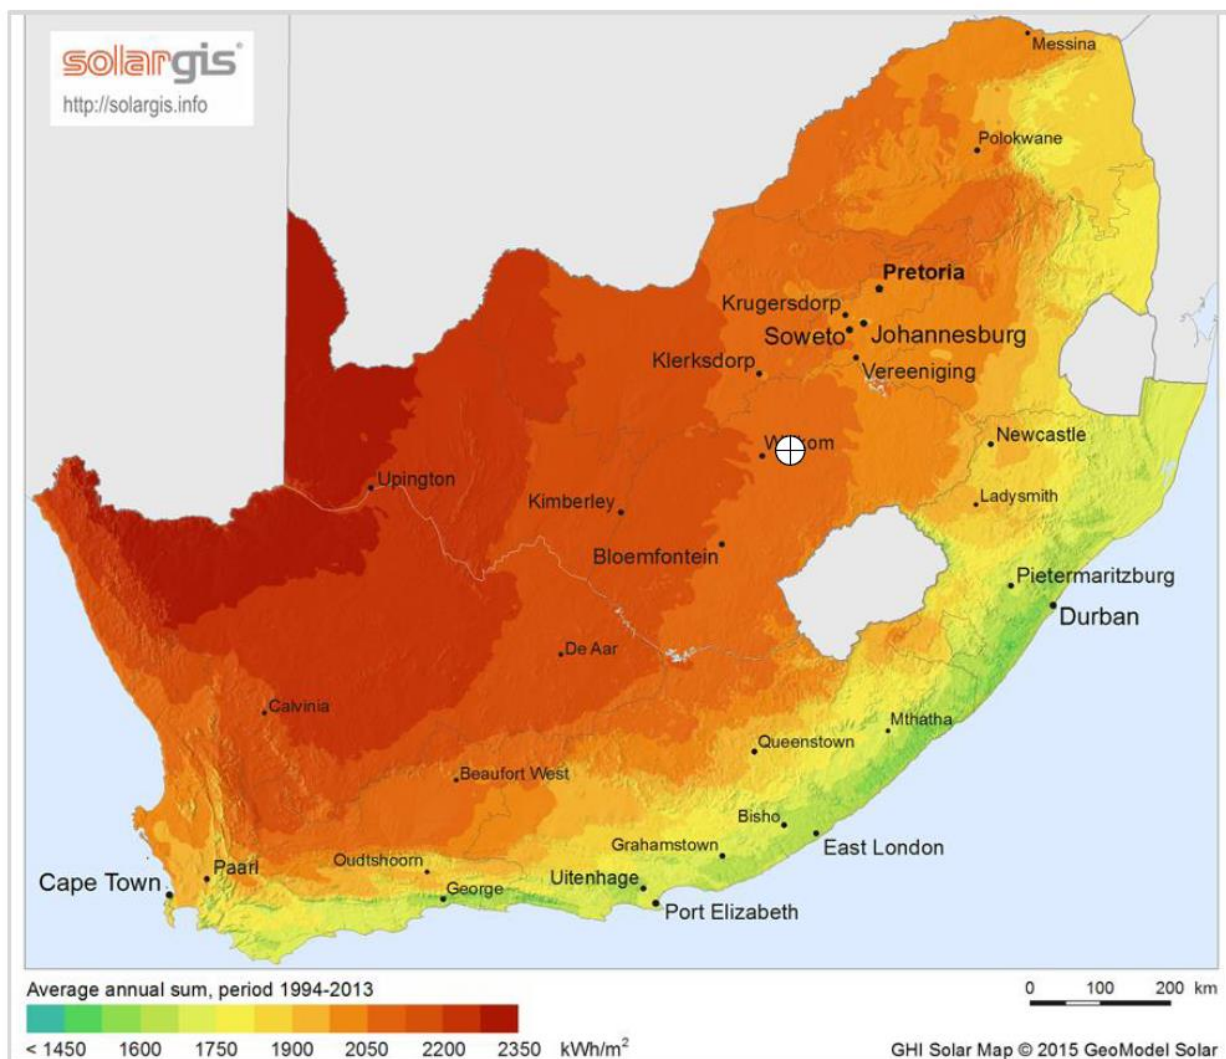 solargis®
http://solargis.info
Messina
Polokwane
Pretoria
Krugersdorp
Soweto
Johannesburg
Klerksdorp
Vereeniging
Newcastle
Upington
Ladysmith
Kimberley
Bloemfontein
Pietermaritzburg
Durban
De Aar
Calvinia
Mthatha
Queenstown
Beaufort West
Bisho
East London
Grahamstown
Oudtshoorn
Paarl
Cape Town
Uitenhage
George
Port Elizabeth
Average annual sum, period 1994-2013
0 100 200 km
< 1450 1600 1750 1900 2050 2200 2350 kWh/m²
GHI Solar Map © 2015 GeoModel Solar